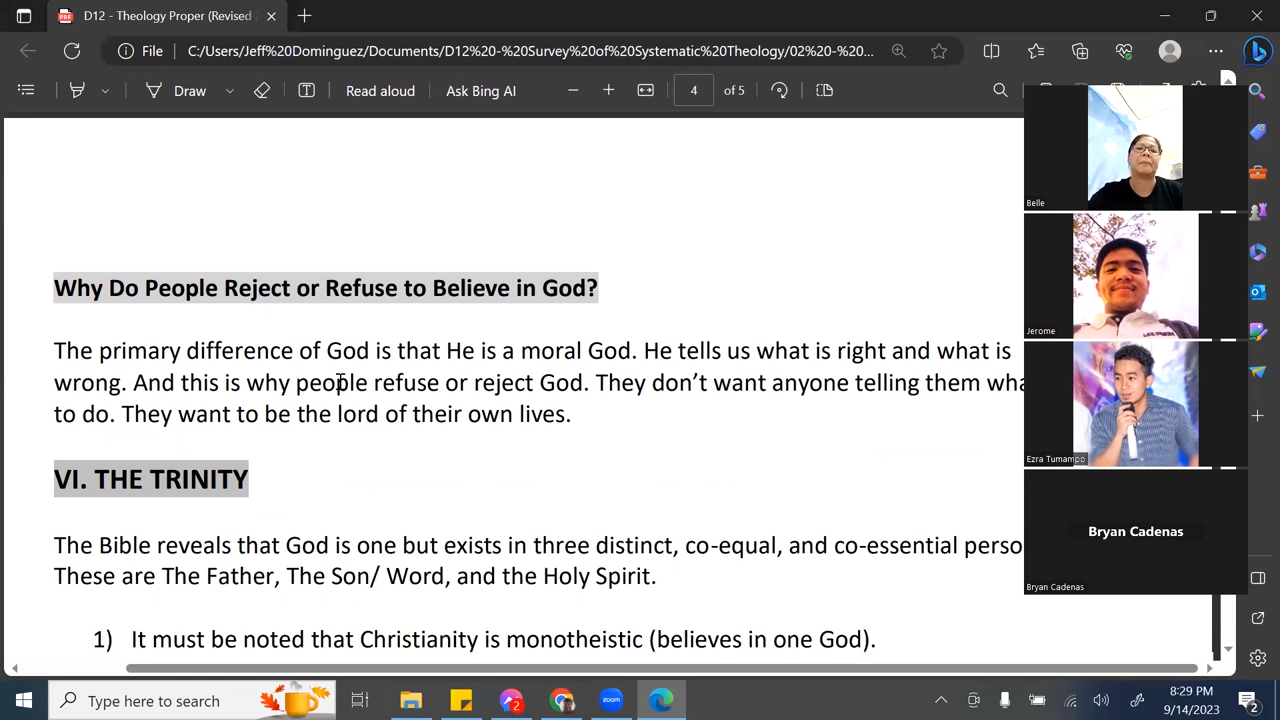 D12 - Theology Proper (Revised
File
C:/Users/Jeff%20Dominguez/Documents/D12%20-%20Survey%20of%20Systematic%20Theology/02%20-%20...
Draw
Read aloud
Ask Bing AI
4
of 5
Belle
Jerome
Ezra Tumampo
Bryan Cadenas
Bryan Cadenas
Why Do People Reject or Refuse to Believe in God?
The primary difference of God is that He is a moral God. He tells us what is right and what is
wrong. And this is why people refuse or reject God. They don’t want anyone telling them wha
to do. They want to be the lord of their own lives.
VI. THE TRINITY
The Bible reveals that God is one but exists in three distinct, co-equal, and co-essential perso
These are The Father, The Son/ Word, and the Holy Spirit.
1) It must be noted that Christianity is monotheistic (believes in one God).
Type here to search
2
zoom
8:29 PM
9/14/2023
2